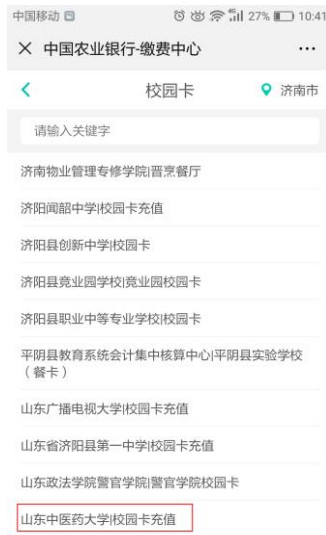 中国移动 27% 10:41
中国农业银行-缴费中心
校园卡 济南市
请输入关键字
济南物业管理专修学院|晋烹餐厅
济阳闻韶中学|校园卡充值
济阳县创新中学|校园卡
济阳县竞业园学校|竞业园校园卡
济阳县职业中等专业学校|校园卡
平阴县教育系统会计集中核算中心|平阴县实验学校
（餐卡）
山东广播电视大学|校园卡充值
山东省济阳县第一中学|校园卡充值
山东政法学院警官学院|警官学院校园卡
山东中医药大学|校园卡充值